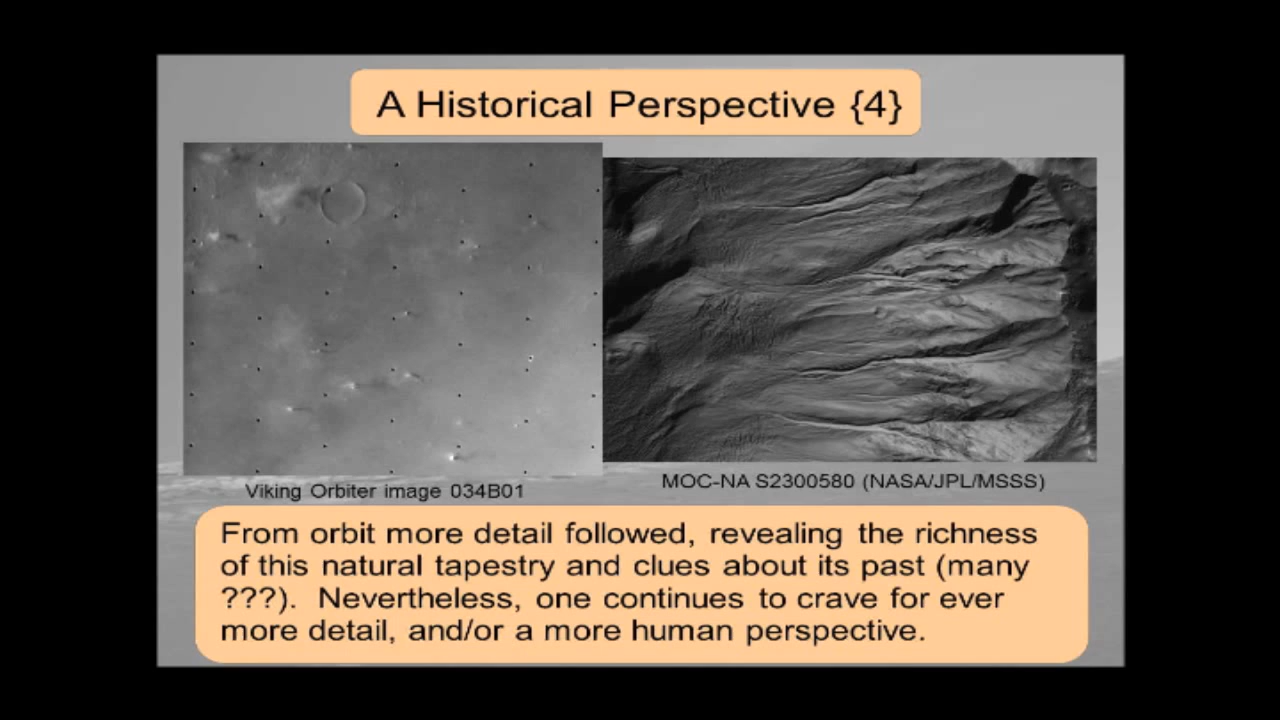 A Historical Perspective {4}
Viking Orbiter image 034B01
MOC-NA S2300580 (NASA/JPL/MSSS)
From orbit more detail followed, revealing the richness
of this natural tapestry and clues about its past (many
???). Nevertheless, one continues to crave for ever
more detail, and/or a more human perspective.